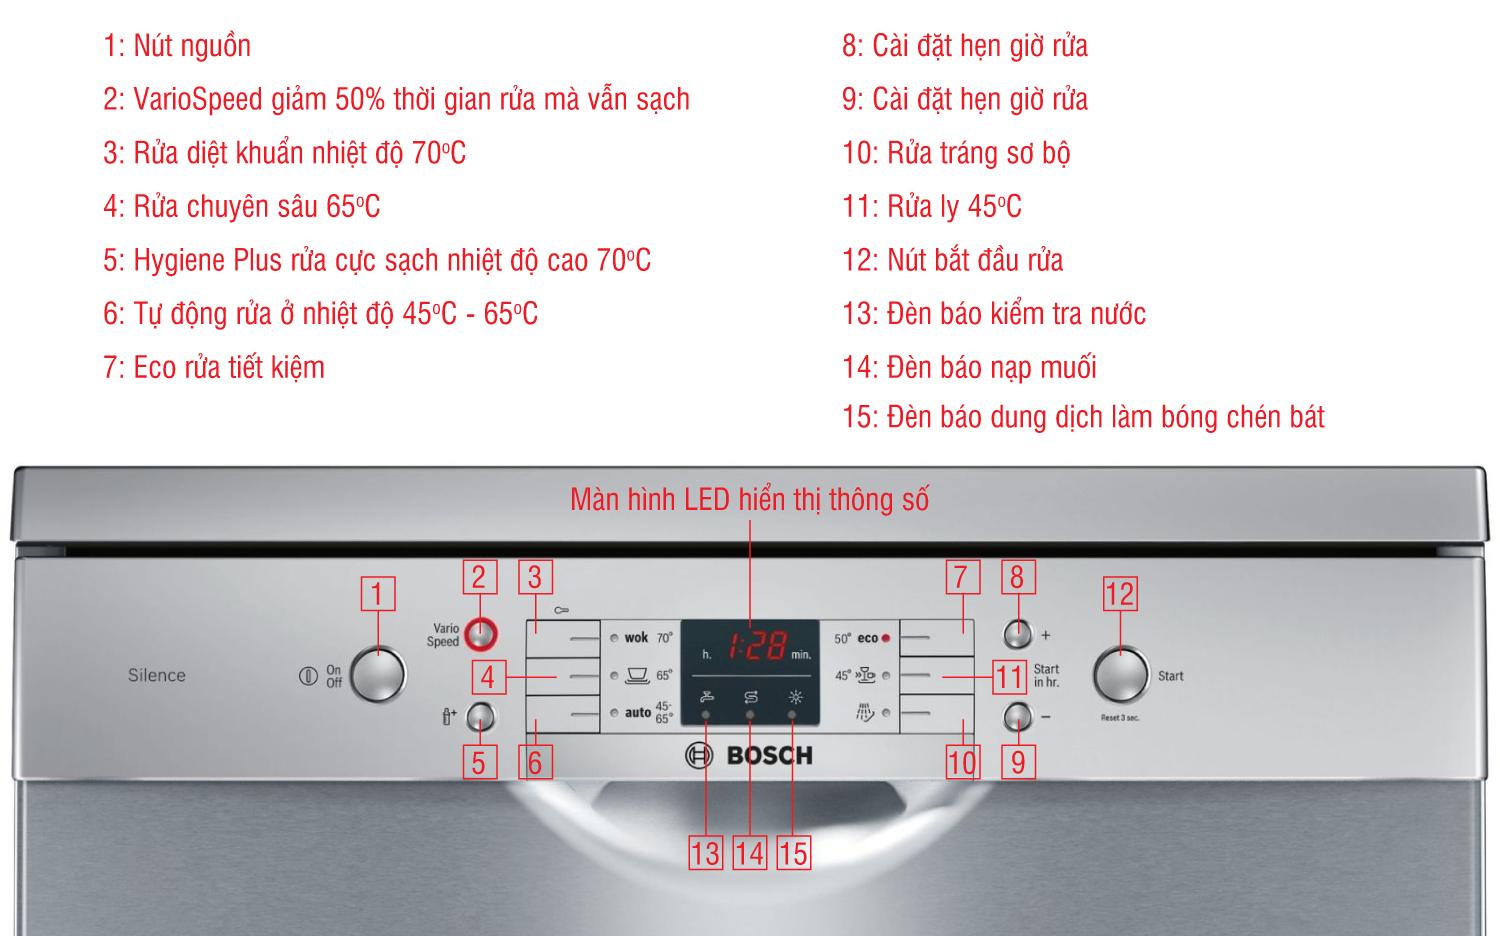 1: Nút nguồn
2: VarioSpeed giảm 50% thời gian rửa mà vẫn sạch
3: Rửa diệt khuẩn nhiệt độ 70ºC
4: Rửa chuyên sâu 65ºC
5: Hygiene Plus rửa cực sạch nhiệt độ cao 70ºC
6: Tự động rửa ở nhiệt độ 45ºC - 65ºC
7: Eco rửa tiết kiệm
8: Cài đặt hẹn giờ rửa
9: Cài đặt hẹn giờ rửa
10: Rửa tráng sơ bộ
11: Rửa ly 45ºC
12: Nút bắt đầu rửa
13: Đèn báo kiểm tra nước
14: Đèn báo nạp muối
15: Đèn báo dung dịch làm bóng chén bát
Màn hình LED hiển thị thông số
1
2
3
7
8
12
Silence
On
Off
Vario
Speed
4
5
6
wok 70°
65°
auto 45-
65°
h. 1:28 min.
50° eco
45°
11
10
+
Start
in hr.
−
9
Start
Reset 3 sec.
BOSCH
13
14
15